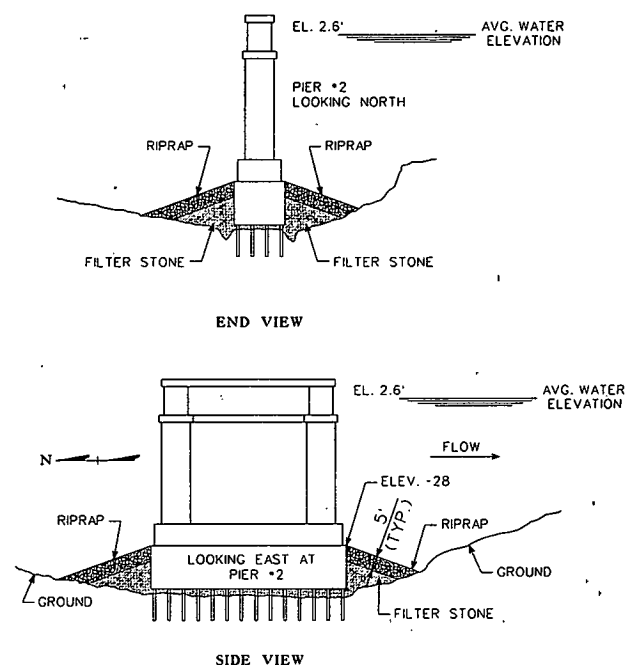 EL. 2.6'
AVG. WATER
ELEVATION
PIER #2
LOOKING NORTH
RIPRAP
RIPRAP
FILTER STONE
FILTER STONE
END VIEW
EL. 2.6'
AVG. WATER
ELEVATION
N
FLOW
ELEV. -28
5'
(TYP.)
RIPRAP
RIPRAP
LOOKING EAST AT
PIER #2
GROUND
GROUND
FILTER STONE
SIDE VIEW